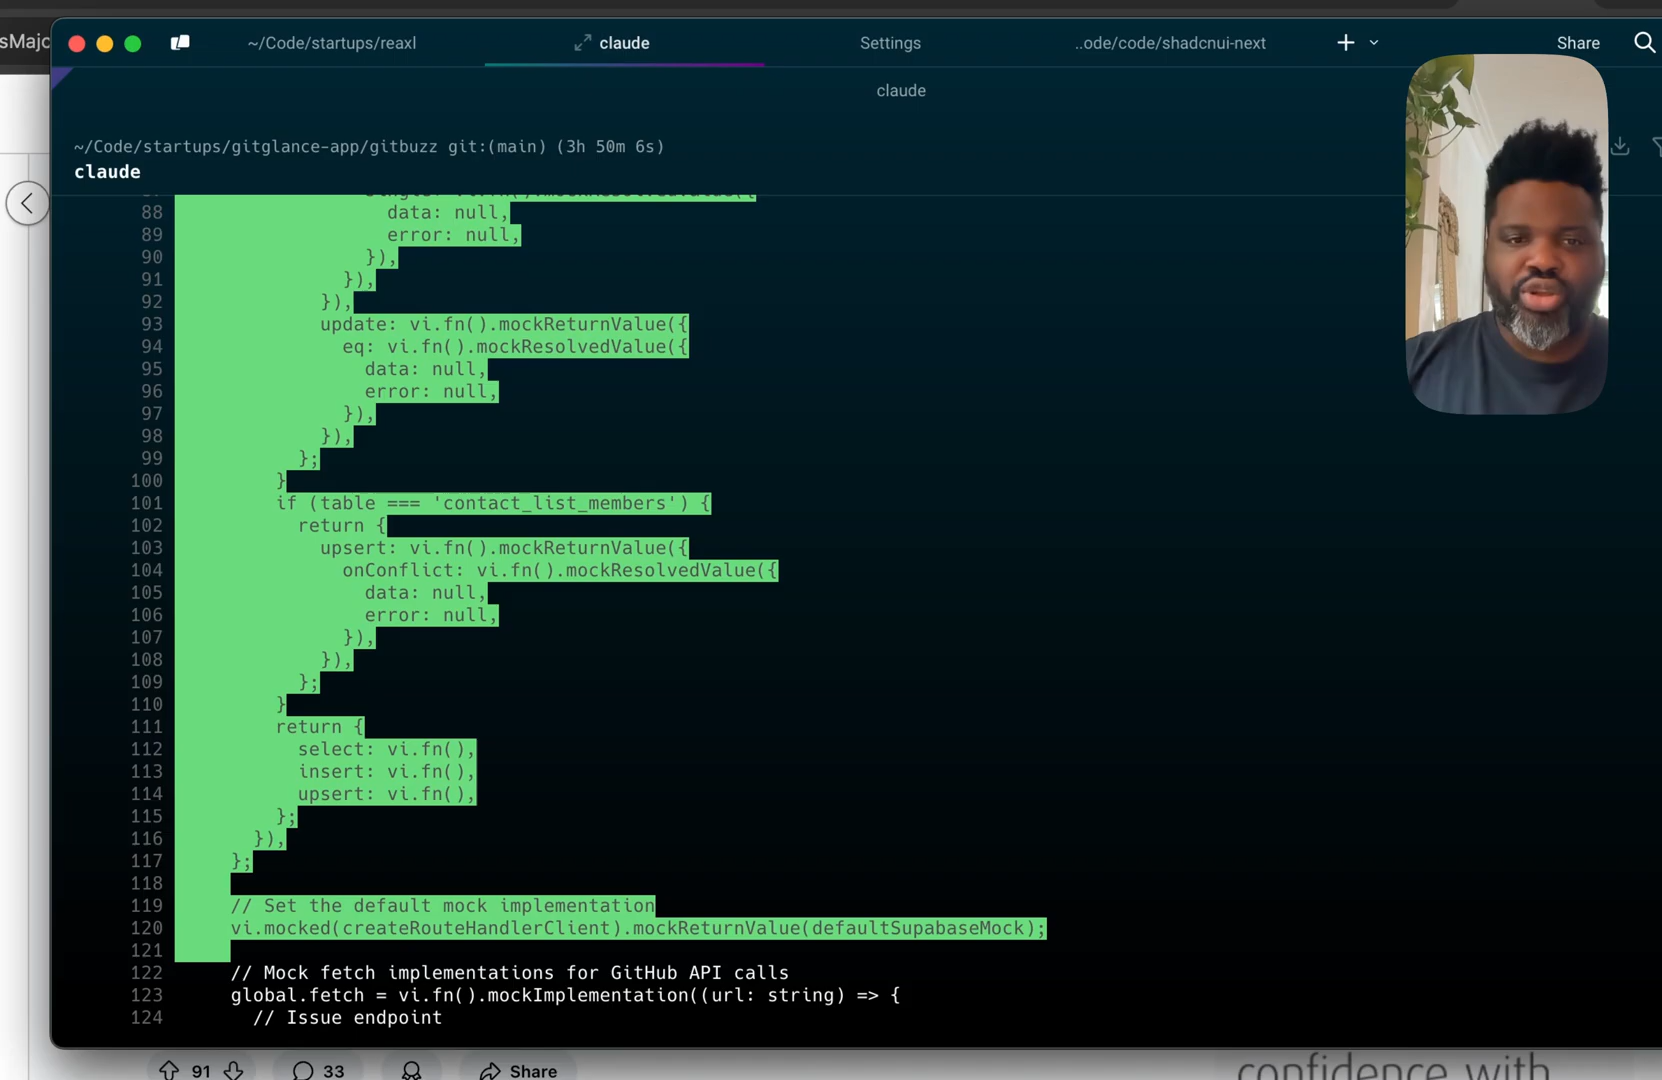 ~/Code/startups/reaxl
claude
Settings
..ode/code/shadcnui-next
Share
claude
~/Code/startups/gitglance-app/gitbuzz git:(main) (3h 50m 6s)
claude
88 data: null,
89 error: null,
90 }),
91 }),
92 }),
93 update: vi.fn().mockReturnValue({
94 eq: vi.fn().mockResolvedValue({
95 data: null,
96 error: null,
97 }),
98 }),
99 };
100 }
101 if (table === 'contact_list_members') {
102 return {
103 upsert: vi.fn().mockReturnValue({
104 onConflict: vi.fn().mockResolvedValue({
105 data: null,
106 error: null,
107 }),
108 }),
109 };
110 }
111 return {
112 select: vi.fn(),
113 insert: vi.fn(),
114 upsert: vi.fn(),
115 };
116 }),
117 };
118
119 // Set the default mock implementation
120 vi.mocked(createRouteHandlerClient).mockReturnValue(defaultSupabaseMock);
121
122 // Mock fetch implementations for GitHub API calls
123 global.fetch = vi.fn().mockImplementation((url: string) => {
124 // Issue endpoint
91
33
Share
confidence with